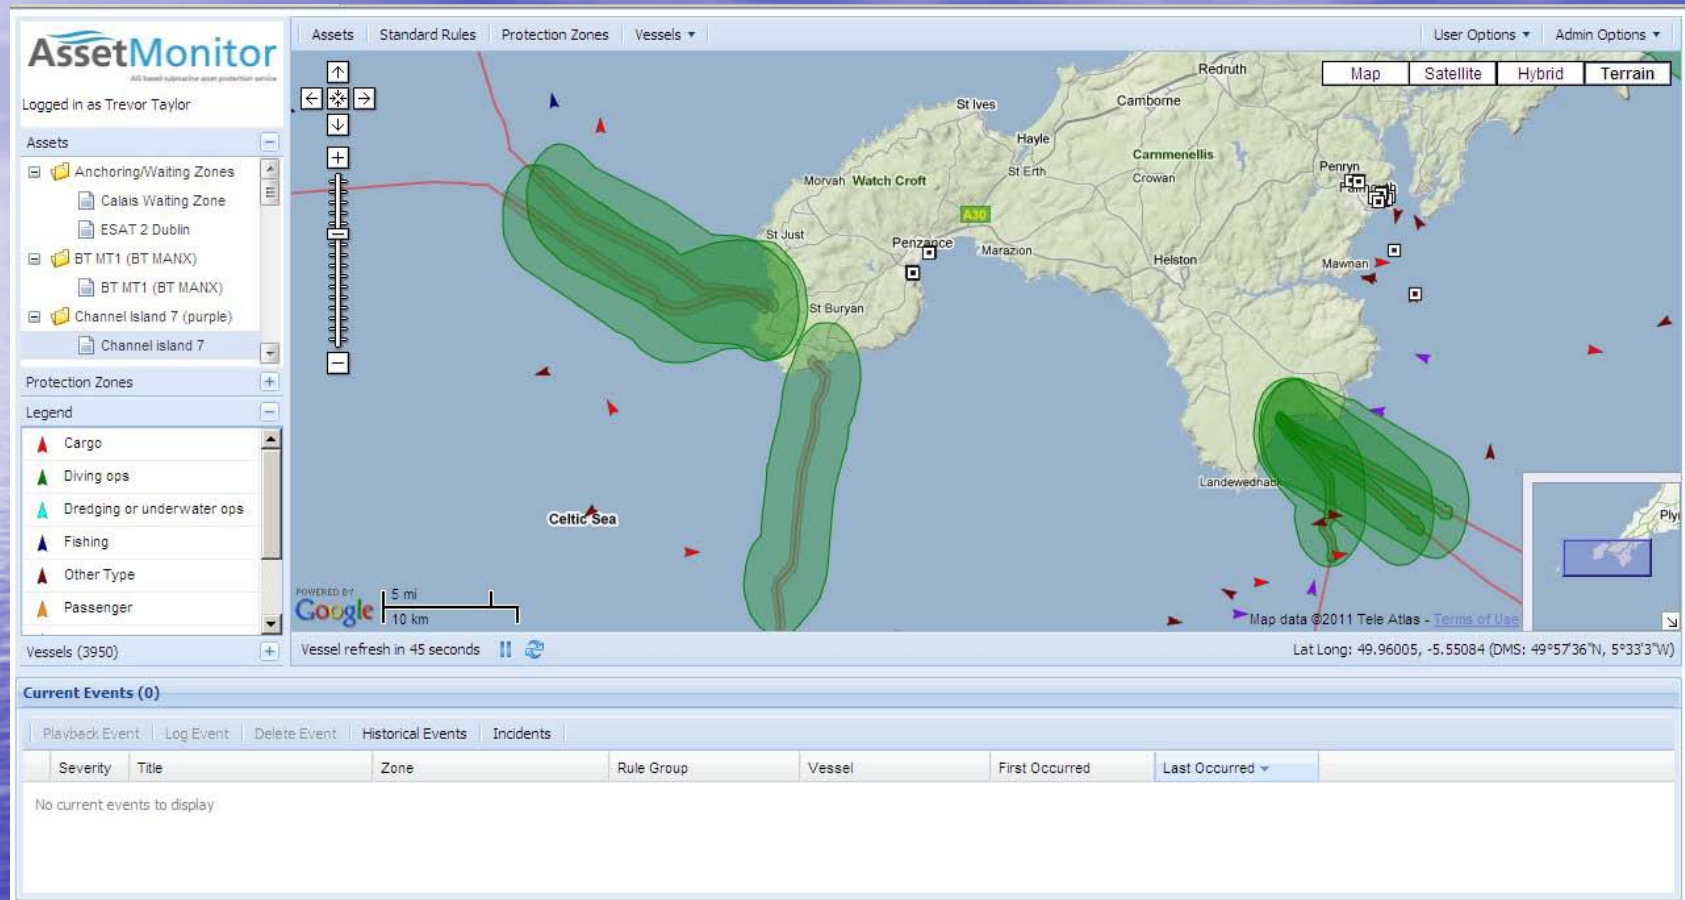 AssetMonitor
AIS based submarine asset protection service
Logged in as Trevor Taylor
Assets
Anchoring/Waiting Zones
Calais Waiting Zone
ESAT 2 Dublin
BT MT1 (BT MANX)
BT MT1 (BT MANX)
Channel Island 7 (purple)
Channel island 7
Protection Zones
Legend
Cargo
Diving ops
Dredging or underwater ops
Fishing
Other Type
Passenger
Vessels (3950)
Assets Standard Rules Protection Zones Vessels
User Options Admin Options
Map Satellite Hybrid Terrain
Redruth
St Ives
Camborne
Hayle
Carnmenellis
Penryn
St Erth
Crowan
Morvah Watch Croft
A30
St Just
Penzance
Marazion
Helston
Mawnan
St Buryan
Celtic Sea
POWERED BY
Google
5 mi
10 km
Map data ©2011 Tele Atlas - Terms of Use
Vessel refresh in 45 seconds
Lat Long: 49.96005, -5.55084 (DMS: 49°57'36"N, 5°33'3"W)
Current Events (0)
Playback Event Log Event Delete Event Historical Events Incidents
Severity Title Zone Rule Group Vessel First Occurred Last Occurred
No current events to display